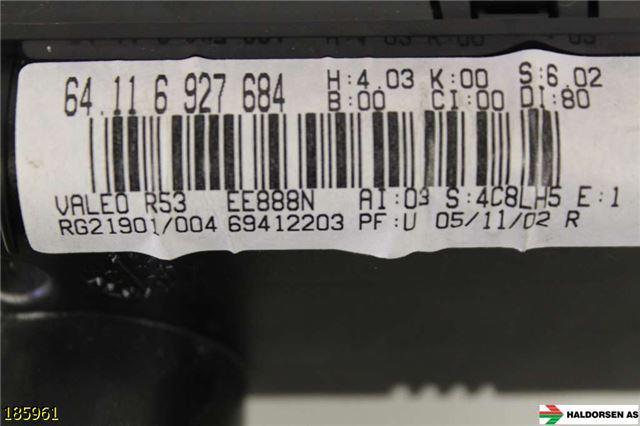 64.11 6 927 684 H:4.03 K:00 S:6.02
B:00 CI:00 DI:80
VALEO R53 EE888N AI:03 S:4C8LH5 E:1
RG21901/004 69412203 PF:U 05/11/02 R
185961
HALDORSEN AS